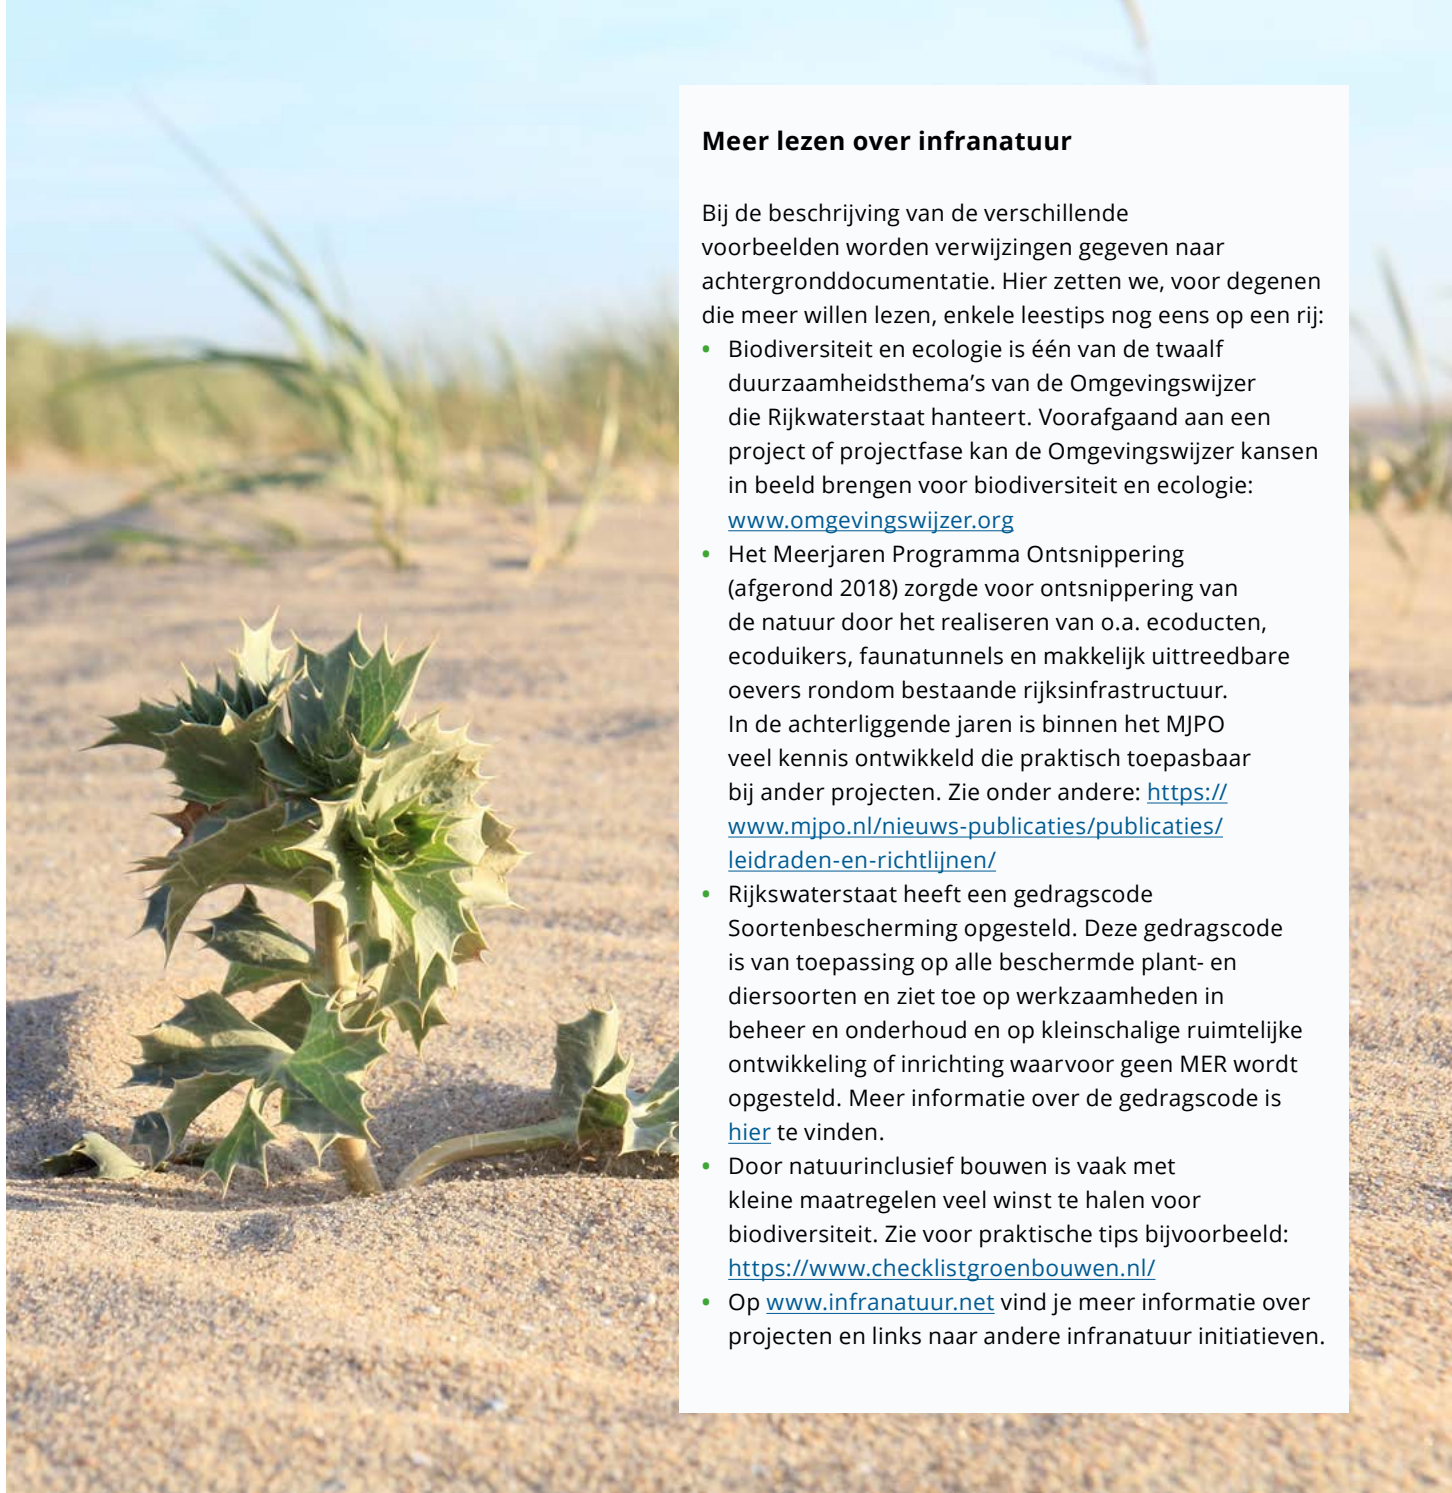 Meer lezen over infranatuur
Bij de beschrijving van de verschillende
voorbeelden worden verwijzingen gegeven naar
achtergronddocumentatie. Hier zetten we, voor degenen
die meer willen lezen, enkele leestips nog eens op een rij:
• Biodiversiteit en ecologie is één van de twaalf
duurzaamheidsthema’s van de Omgevingswijzer
die Rijkwaterstaat hanteert. Voorafgaand aan een
project of projectfase kan de Omgevingswijzer kansen
in beeld brengen voor biodiversiteit en ecologie:
www.omgevingswijzer.org
• Het Meerjaren Programma Ontsnippering
(afgerond 2018) zorgde voor ontsnippering van
de natuur door het realiseren van o.a. ecoducten,
ecoduikers, faunatunnels en makkelijk uittreedbare
oevers rondom bestaande rijksinfrastructuur.
In de achterliggende jaren is binnen het MJPO
veel kennis ontwikkeld die praktisch toepasbaar
bij ander projecten. Zie onder andere: https://
www.mjpo.nl/nieuws-publicaties/publicaties/
leidraden-en-richtlijnen/
• Rijkswaterstaat heeft een gedragscode
Soortenbescherming opgesteld. Deze gedragscode
is van toepassing op alle beschermde plant- en
diersoorten en ziet toe op werkzaamheden in
beheer en onderhoud en op kleinschalige ruimtelijke
ontwikkeling of inrichting waarvoor geen MER wordt
opgesteld. Meer informatie over de gedragscode is
hier te vinden.
• Door natuurinclusief bouwen is vaak met
kleine maatregelen veel winst te halen voor
biodiversiteit. Zie voor praktische tips bijvoorbeeld:
https://www.checklistgroenbouwen.nl/
• Op www.infranatuur.net vind je meer informatie over
projecten en links naar andere infranatuur initiatieven.